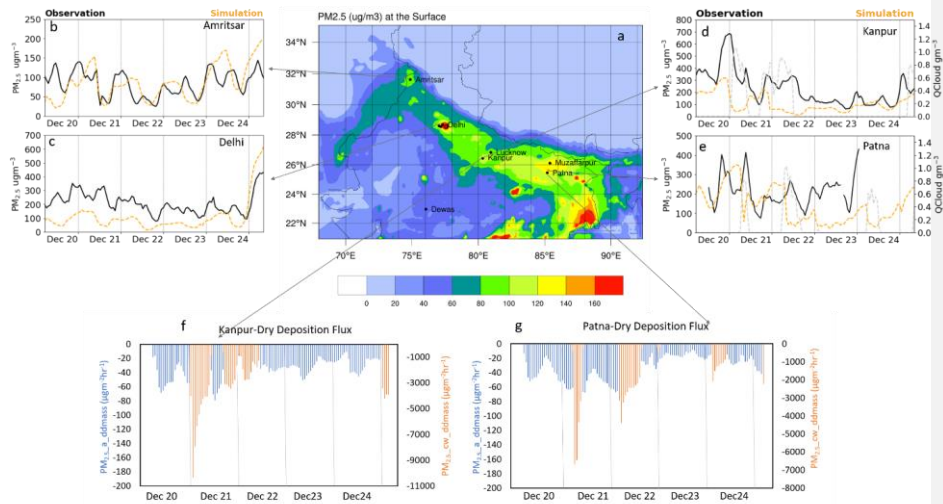 Observation Simulation
b Amritsar
PM2.5 ugm-3
200
150
100
50
0
Dec 20 Dec 21 Dec 22 Dec 23 Dec 24
c Delhi
PM2.5 ugm-3
700
600
500
400
300
200
100
0
Dec 20 Dec 21 Dec 22 Dec 23 Dec 24
PM2.5 (ug/m3) at the Surface
a
34°N
32°N
30°N
28°N
26°N
24°N
22°N
Amritsar
Delhi
Lucknow
Kanpur
Muzaffarpur
Patna
Dewas
70°E 75°E 80°E 85°E 90°E
0 20 40 60 80 100 120 140 160
Observation Simulation
d Kanpur
PM2.5 ugm-3
800
700
600
500
400
300
200
100
0
1.4
1.2
1.0
0.8
0.6
0.4
0.2
0.0
QCloud gm-3
Dec 20 Dec 21 Dec 22 Dec 23 Dec 24
e Patna
PM2.5 ugm-3
500
400
300
200
100
0
1.4
1.2
1.0
0.8
0.6
0.4
0.2
0.0
QCloud gm-3
Dec 20 Dec 21 Dec 22 Dec 23 Dec 24
f Kanpur-Dry Deposition Flux
PM2.5_a_ddmass (μgm-2hr-1)
0
-20
-40
-60
-80
-100
-120
-140
-160
-180
-200
-1000
-3000
-5000
-7000
-9000
-11000
PM2.5_cw_ddmass (μgm-2hr-1)
Dec 20 Dec 21 Dec 22 Dec23 Dec24
g Patna-Dry Deposition Flux
PM2.5_a_ddmass (μgm-2hr-1)
0
-20
-40
-60
-80
-100
-120
-140
-160
-180
-200
0
-1000
-2000
-3000
-4000
-5000
-6000
-7000
-8000
PM2.5_cw_ddmass (μgm-2hr-1)
Dec 20 Dec 21 Dec 22 Dec23 Dec24